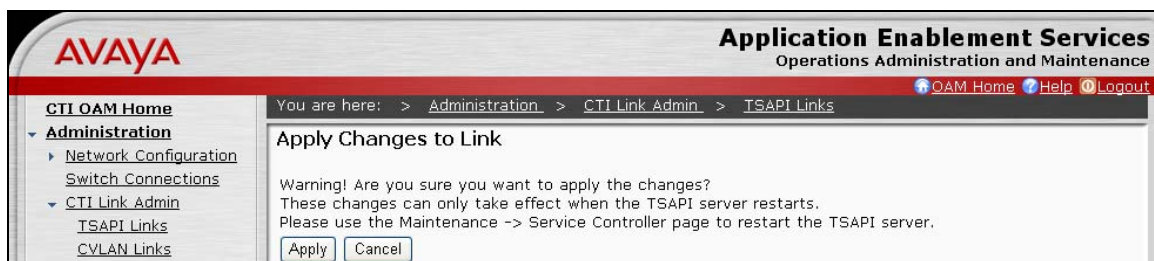 AVAYA
Application Enablement Services
Operations Administration and Maintenance
OAM Home Help Logout
CTI OAM Home
Administration
Network Configuration
Switch Connections
CTI Link Admin
TSAPI Links
CVLAN Links
You are here: > Administration > CTI Link Admin > TSAPI Links
Apply Changes to Link
Warning! Are you sure you want to apply the changes?
These changes can only take effect when the TSAPI server restarts.
Please use the Maintenance -> Service Controller page to restart the TSAPI server.
Apply Cancel